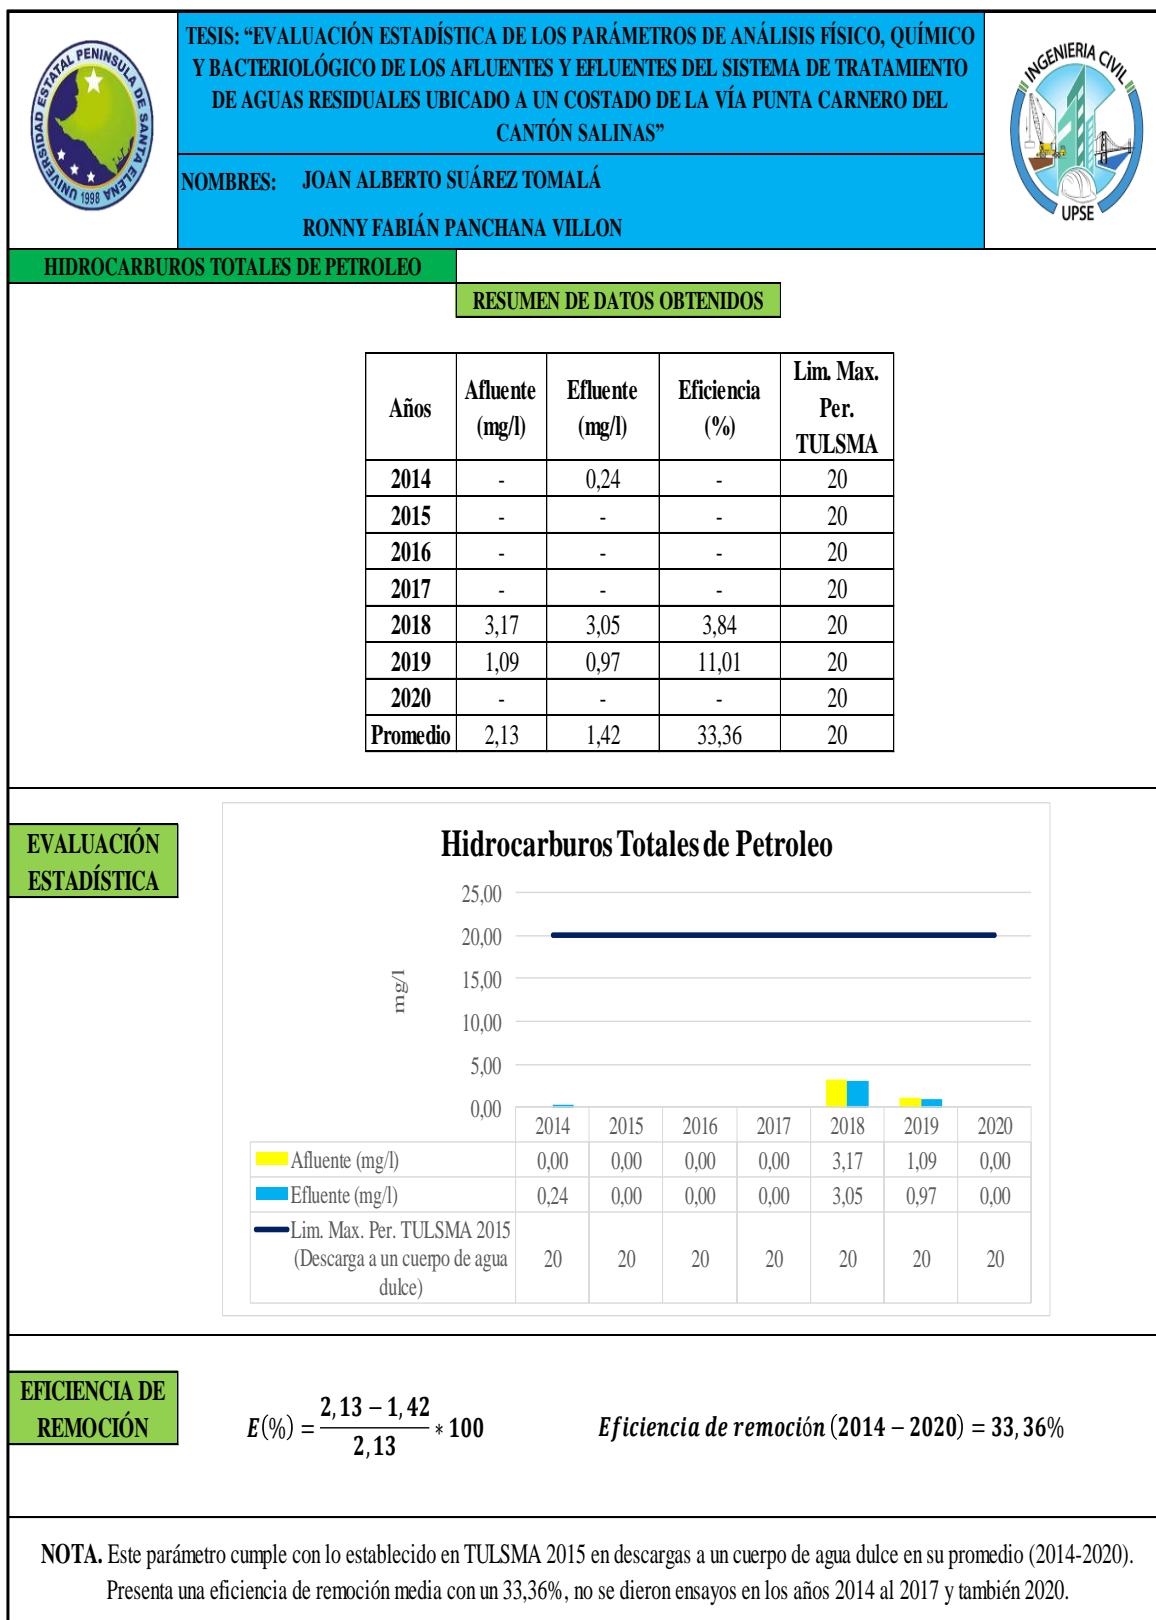 UNIVERSIDAD ESTATAL PENINSULA DE SANTA ELENA
1998
TESIS: “EVALUACIÓN ESTADÍSTICA DE LOS PARÁMETROS DE ANÁLISIS FÍSICO, QUÍMICO
Y BACTERIOLÓGICO DE LOS AFLUENTES Y EFLUENTES DEL SISTEMA DE TRATAMIENTO
DE AGUAS RESIDUALES UBICADO A UN COSTADO DE LA VÍA PUNTA CARNERO DEL
CANTÓN SALINAS”
NOMBRES: JOAN ALBERTO SUÁREZ TOMALÁ
RONNY FABIÁN PANCHANA VILLON
INGENIERIA CIVIL
UPSE
HIDROCARBUROS TOTALES DE PETROLEO
RESUMEN DE DATOS OBTENIDOS
Años Afluente (mg/l) Efluente (mg/l) Eficiencia (%) Lim. Max. Per. TULSMA
2014 - 0,24 - 20
2015 - - - 20
2016 - - - 20
2017 - - - 20
2018 3,17 3,05 3,84 20
2019 1,09 0,97 11,01 20
2020 - - - 20
Promedio 2,13 1,42 33,36 20
EVALUACIÓN
ESTADÍSTICA
Hidrocarburos Totales de Petroleo
mg/l
25,00
20,00
15,00
10,00
5,00
0,00
2014 2015 2016 2017 2018 2019 2020
Afluente (mg/l) 0,00 0,00 0,00 0,00 3,17 1,09 0,00
Efluente (mg/l) 0,24 0,00 0,00 0,00 3,05 0,97 0,00
Lim. Max. Per. TULSMA 2015
(Descarga a un cuerpo de agua 20 20 20 20 20 20 20
dulce)
EFICIENCIA DE
REMOCIÓN
E(%) = (2,13 − 1,42) / 2,13 * 100
Eficiencia de remoción (2014 − 2020) = 33,36%
NOTA. Este parámetro cumple con lo establecido en TULSMA 2015 en descargas a un cuerpo de agua dulce en su promedio (2014-2020).
Presenta una eficiencia de remoción media con un 33,36%, no se dieron ensayos en los años 2014 al 2017 y también 2020.